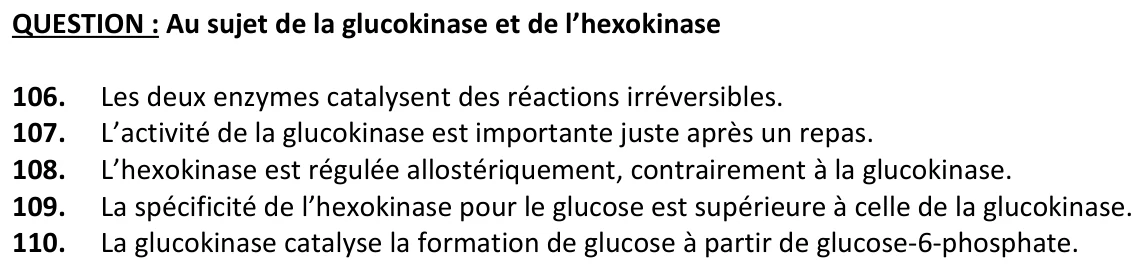 QUESTION : Au sujet de la glucokinase et de l’hexokinase
106. Les deux enzymes catalysent des réactions irréversibles.
107. L’activité de la glucokinase est importante juste après un repas.
108. L’hexokinase est régulée allostériquement, contrairement à la glucokinase.
109. La spécificité de l’hexokinase pour le glucose est supérieure à celle de la glucokinase.
110. La glucokinase catalyse la formation de glucose à partir de glucose-6-phosphate.